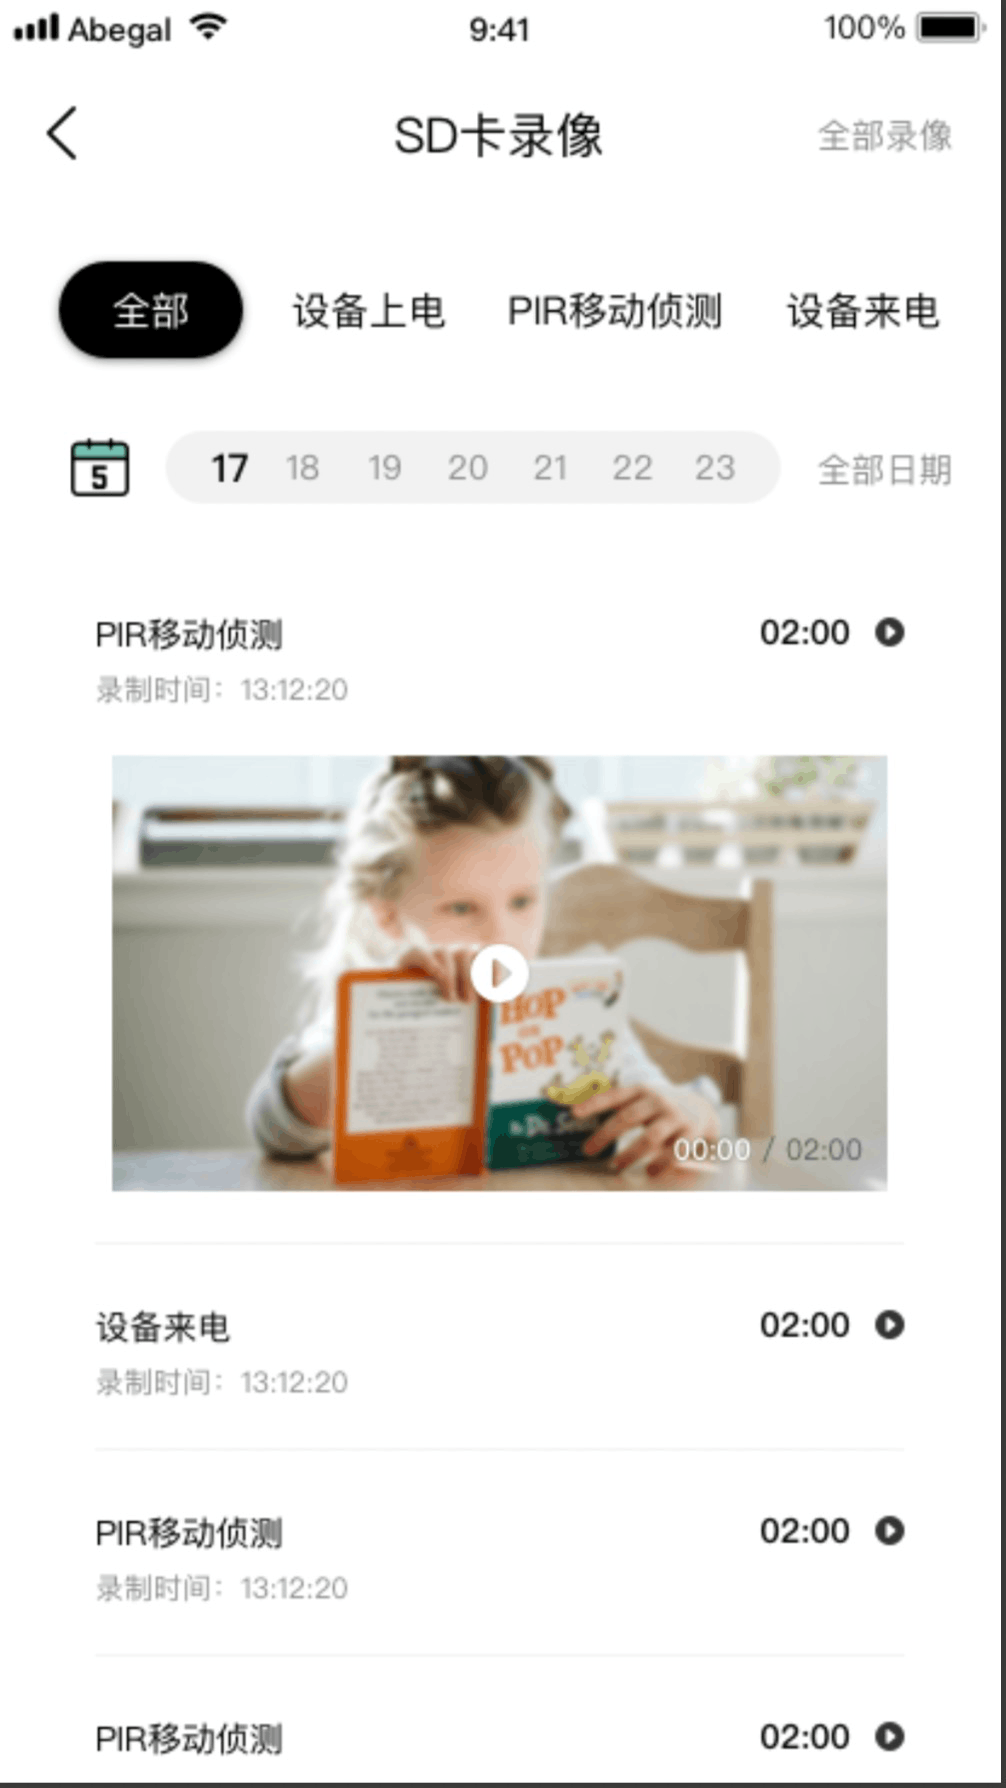 Abegal 9:41 100%
SD卡录像 全部录像
全部 设备上电 PIR移动侦测 设备来电
5 17 18 19 20 21 22 23 全部日期
PIR移动侦测 02:00
录制时间：13:12:20
HOP
on
POP
by Dr. Seuss
00:00 / 02:00
设备来电 02:00
录制时间：13:12:20
PIR移动侦测 02:00
录制时间：13:12:20
PIR移动侦测 02:00